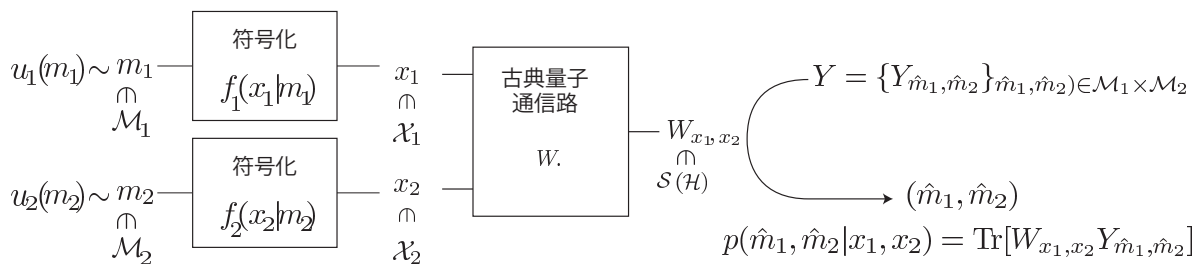 u₁(m₁)∼ m₁
∈
𝓜₁
符号化
f₁(x₁|m₁)
x₁
∈
𝒳₁
u₂(m₂)∼ m₂
∈
𝓜₂
符号化
f₂(x₂|m₂)
x₂
∈
𝒳₂
古典量子
通信路
W.
W_{x₁,x₂}
∈
𝒮(ℋ)
Y = {Y_{m̂₁,m̂₂}}_{m̂₁,m̂₂)∈𝓜₁×𝓜₂}
(m̂₁,m̂₂)
p(m̂₁,m̂₂|x₁,x₂) = Tr[W_{x₁,x₂}Y_{m̂₁,m̂₂}]